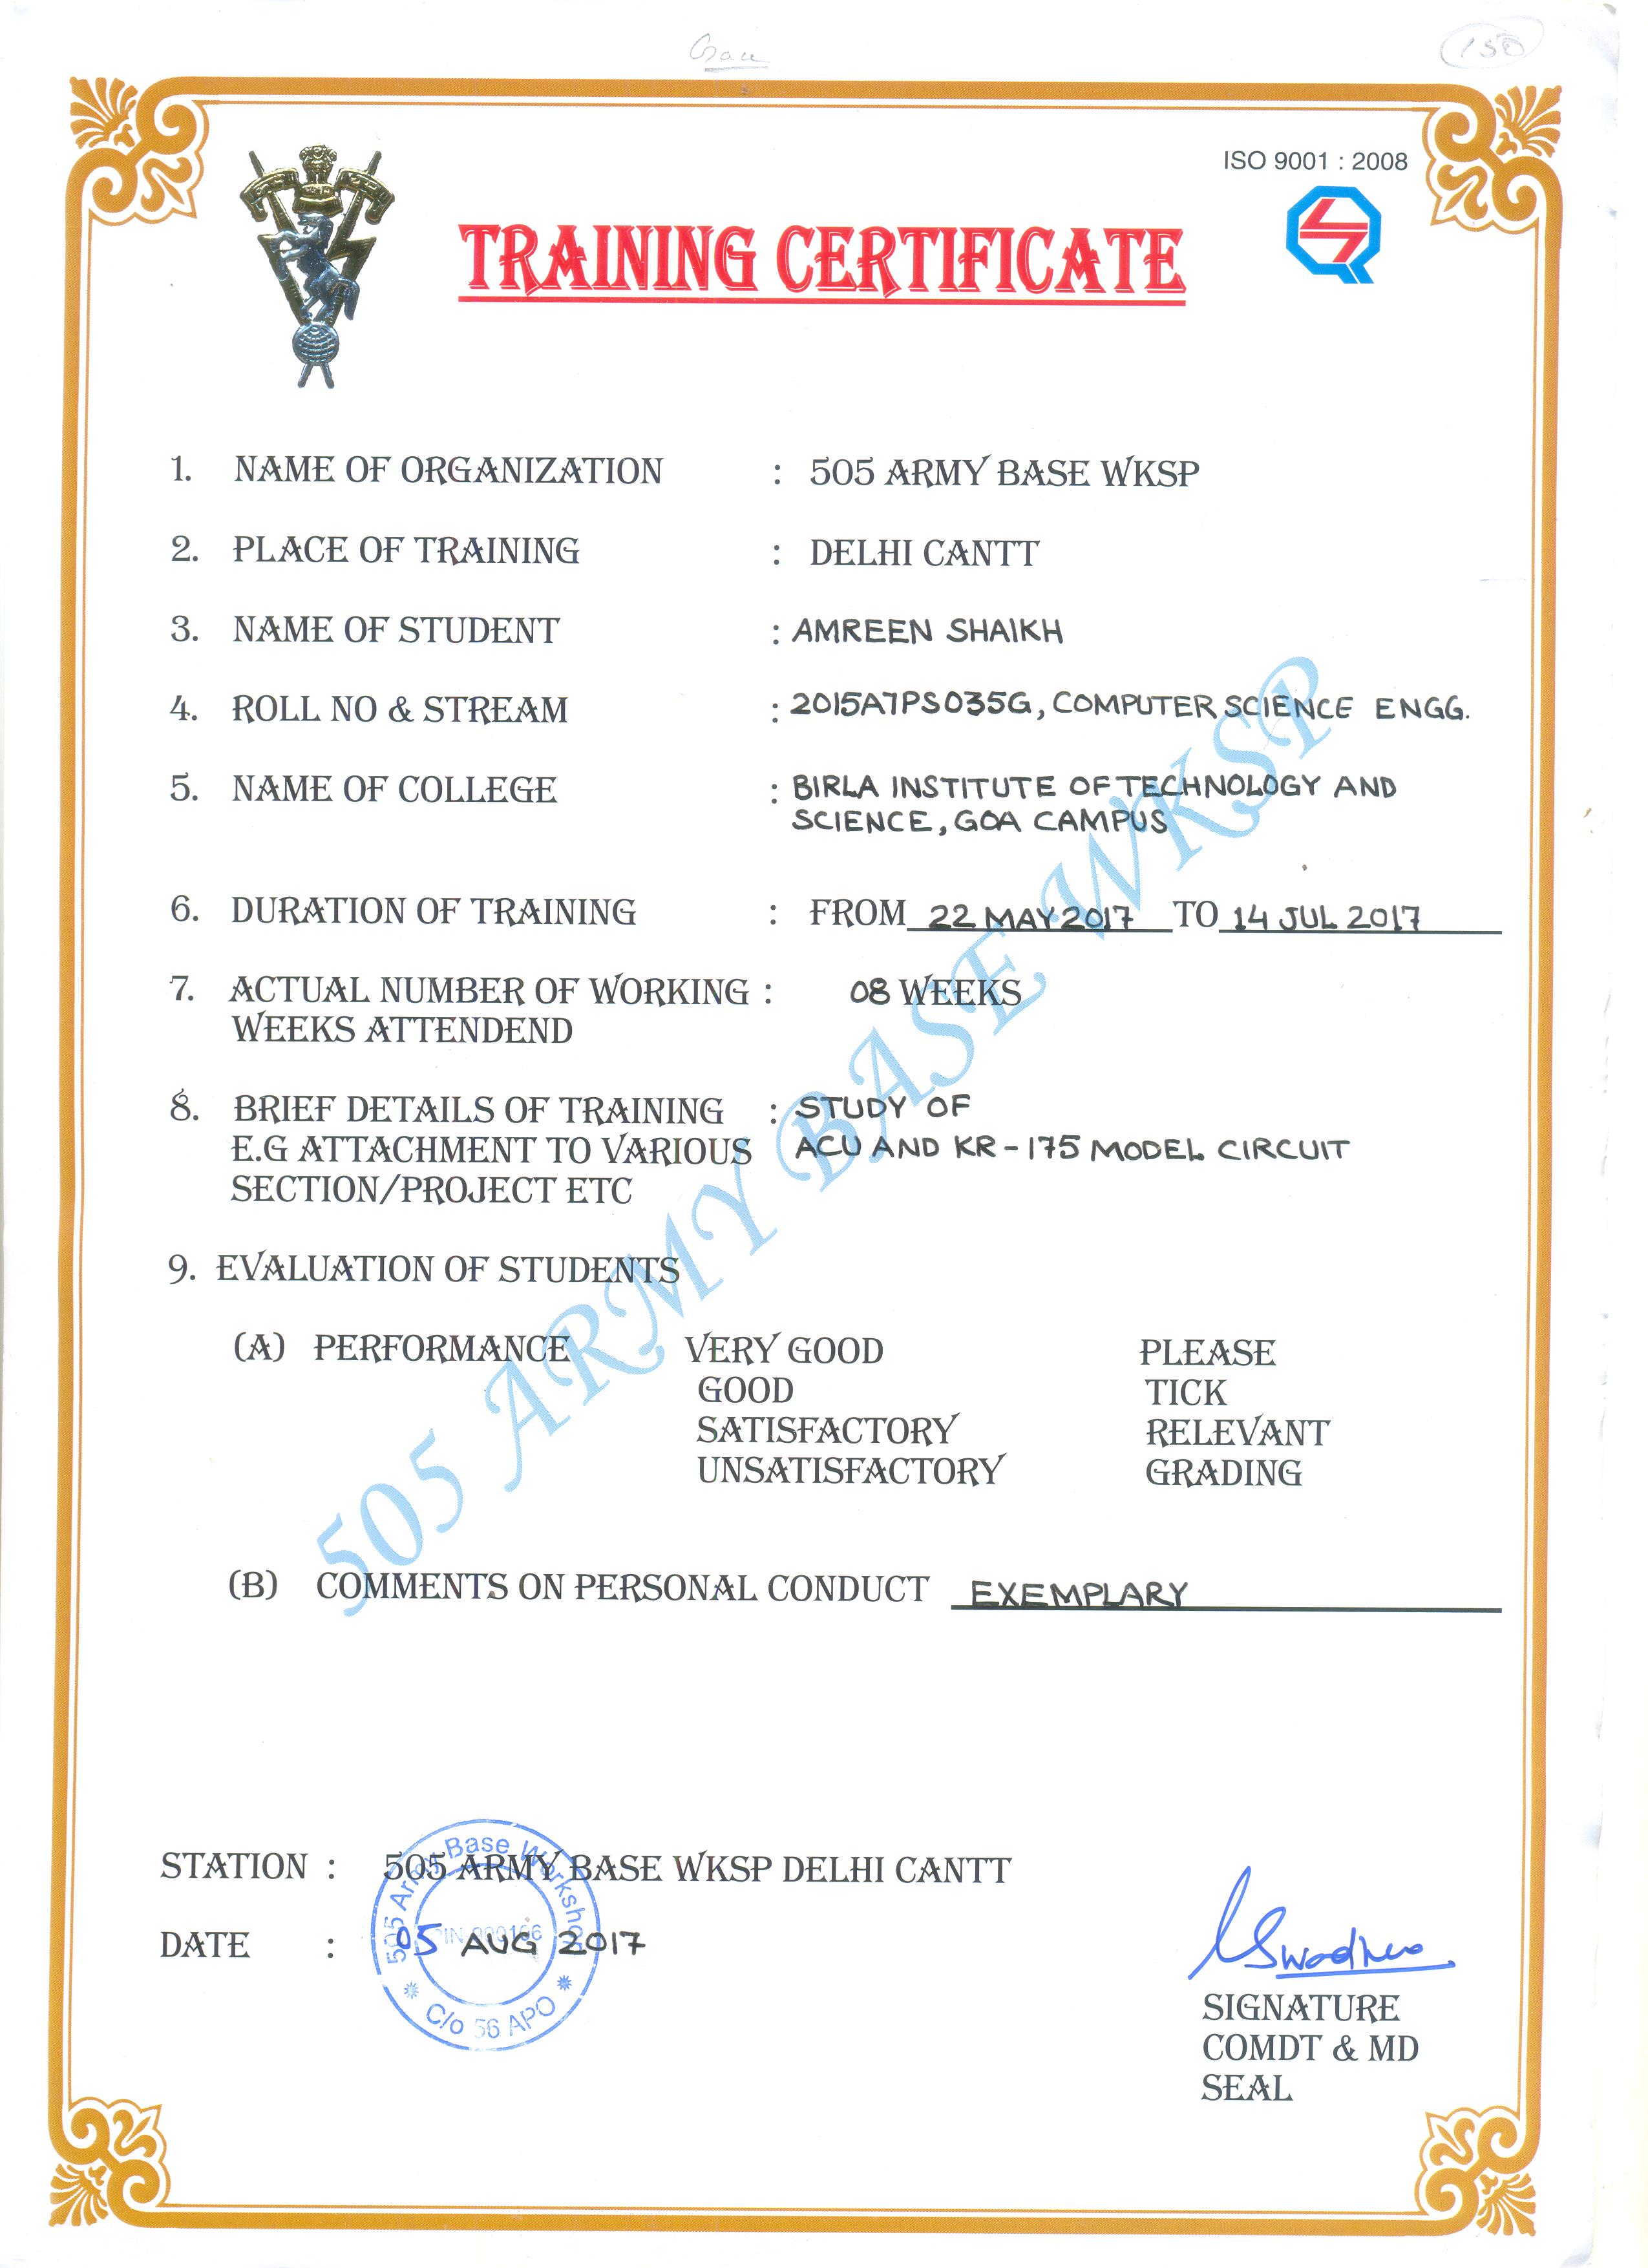 150
ISO 9001 : 2008
TRAINING CERTIFICATE
1. NAME OF ORGANIZATION : 505 ARMY BASE WKSP
2. PLACE OF TRAINING : DELHI CANTT
3. NAME OF STUDENT : AMREEN SHAIKH
4. ROLL NO & STREAM : 2015A7PS035G, COMPUTER SCIENCE ENGG.
5. NAME OF COLLEGE : BIRLA INSTITUTE OF TECHNOLOGY AND
SCIENCE, GOA CAMPUS
6. DURATION OF TRAINING : FROM 22 MAY 2017 TO 14 JUL 2017
7. ACTUAL NUMBER OF WORKING : 08 WEEKS
WEEKS ATTENDEND
8. BRIEF DETAILS OF TRAINING : STUDY OF
E.G ATTACHMENT TO VARIOUS ACU AND KR-175 MODEL CIRCUIT
SECTION/PROJECT ETC
9. EVALUATION OF STUDENTS
(A) PERFORMANCE VERY GOOD PLEASE
GOOD TICK
SATISFACTORY RELEVANT
UNSATISFACTORY GRADING
(B) COMMENTS ON PERSONAL CONDUCT EXEMPLARY
505 ARMY BASE WKSP
STATION : 505 ARMY BASE WKSP DELHI CANTT
DATE : 05 AUG 2017
505 Army Base Workshop
C/o 56 APO
SIGNATURE
COMDT & MD
SEAL